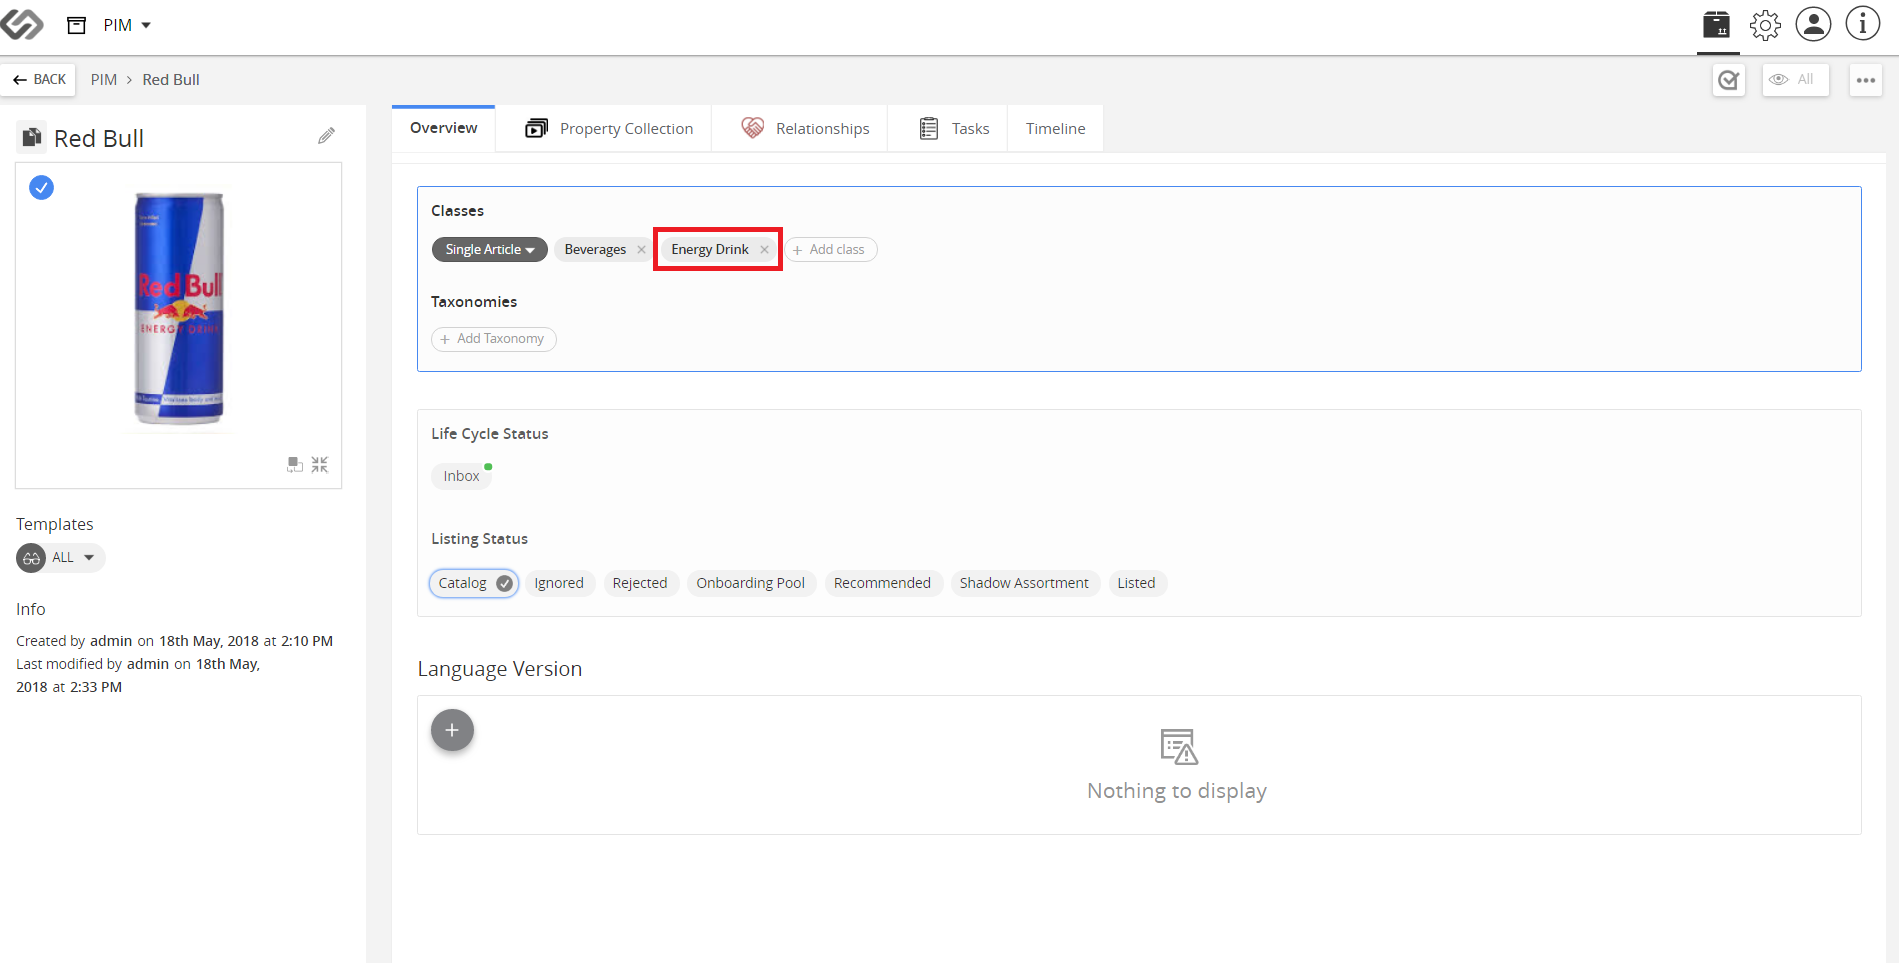 PIM
BACK PIM > Red Bull All
Red Bull
Red Bull
ENERGY DRINK
Templates
ALL
Info
Created by admin on 18th May, 2018 at 2:10 PM
Last modified by admin on 18th May,
2018 at 2:33 PM
Overview Property Collection Relationships Tasks Timeline
Classes
Single Article Beverages × Energy Drink × + Add class
Taxonomies
+ Add Taxonomy
Life Cycle Status
Inbox
Listing Status
Catalog Ignored Rejected Onboarding Pool Recommended Shadow Assortment Listed
Language Version
+
Nothing to display